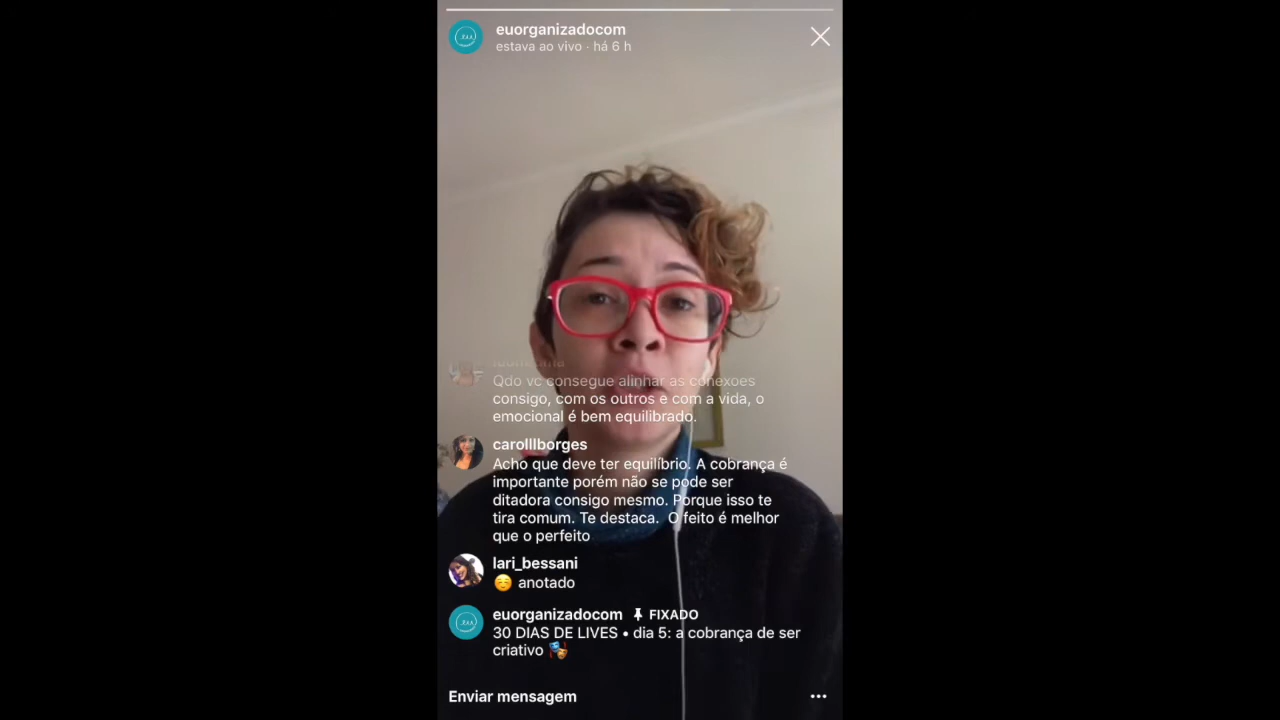 euorganizadocom
estava ao vivo · há 6 h
Qdo vc consegue alinhar as conexoes
consigo, com os outros e com a vida, o
emocional é bem equilibrado.
carolllborges
Acho que deve ter equilíbrio. A cobrança é
importante porém não se pode ser
ditadora consigo mesmo. Porque isso te
tira comum. Te destaca. O feito é melhor
que o perfeito
lari_bessani
☺️ anotado
euorganizadocom FIXADO
30 DIAS DE LIVES • dia 5: a cobrança de ser
criativo 🎭
Enviar mensagem